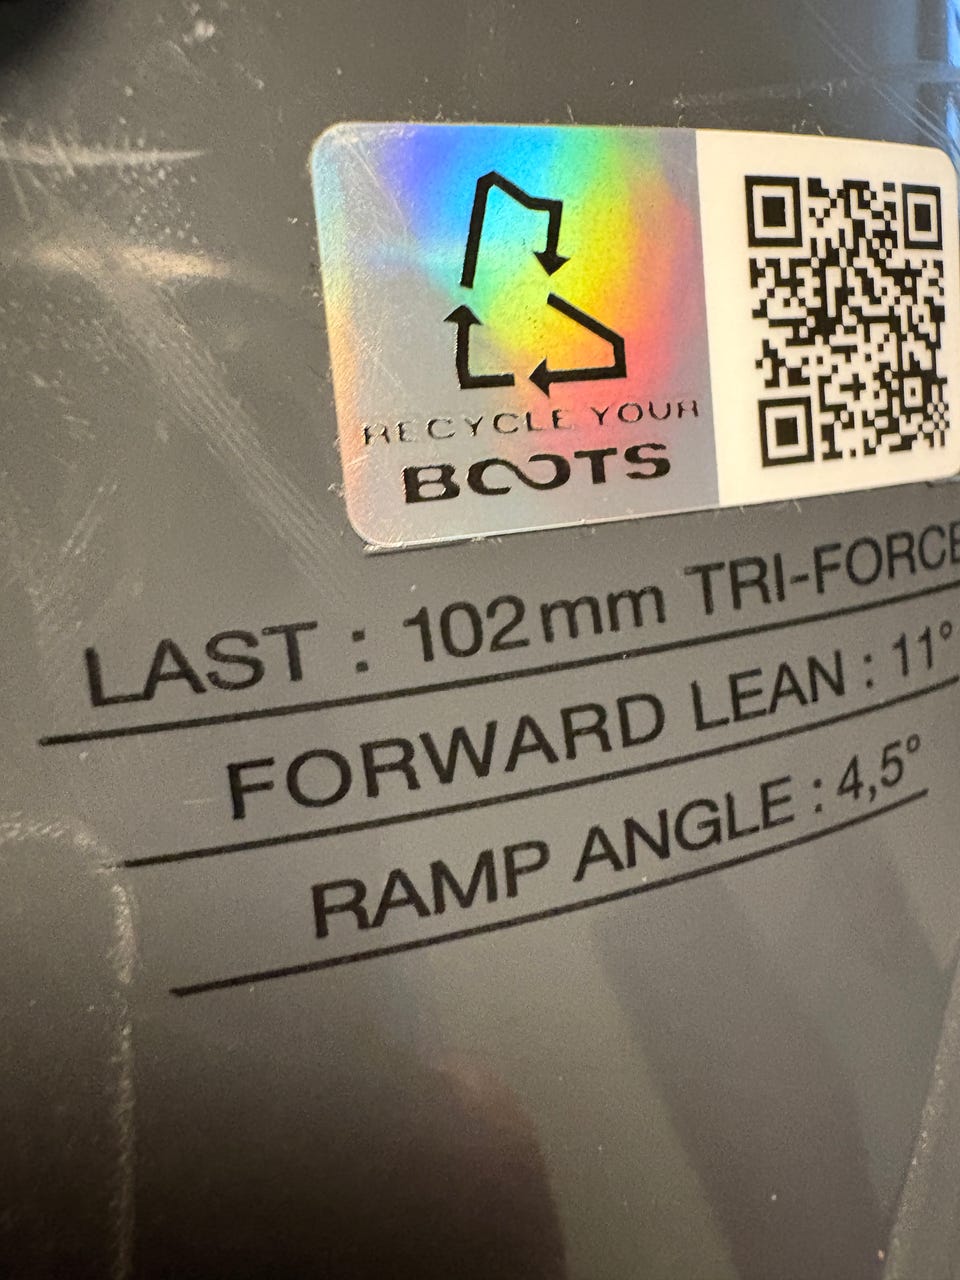 RECYCLE YOUR
BOOTS
LAST : 102mm TRI-FORCE
FORWARD LEAN : 11°
RAMP ANGLE : 4,5°